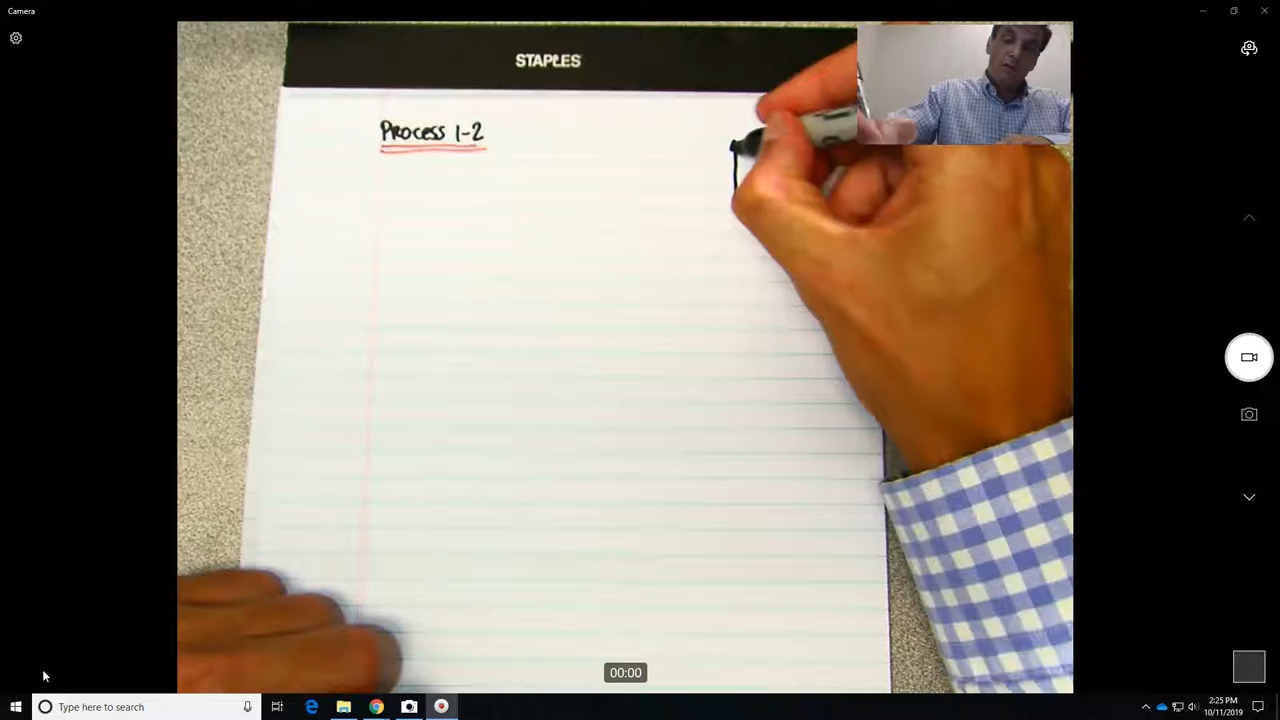 Camera
STAPLES
Process 1-2
00:00
Type here to search
2:25 PM
10/11/2019